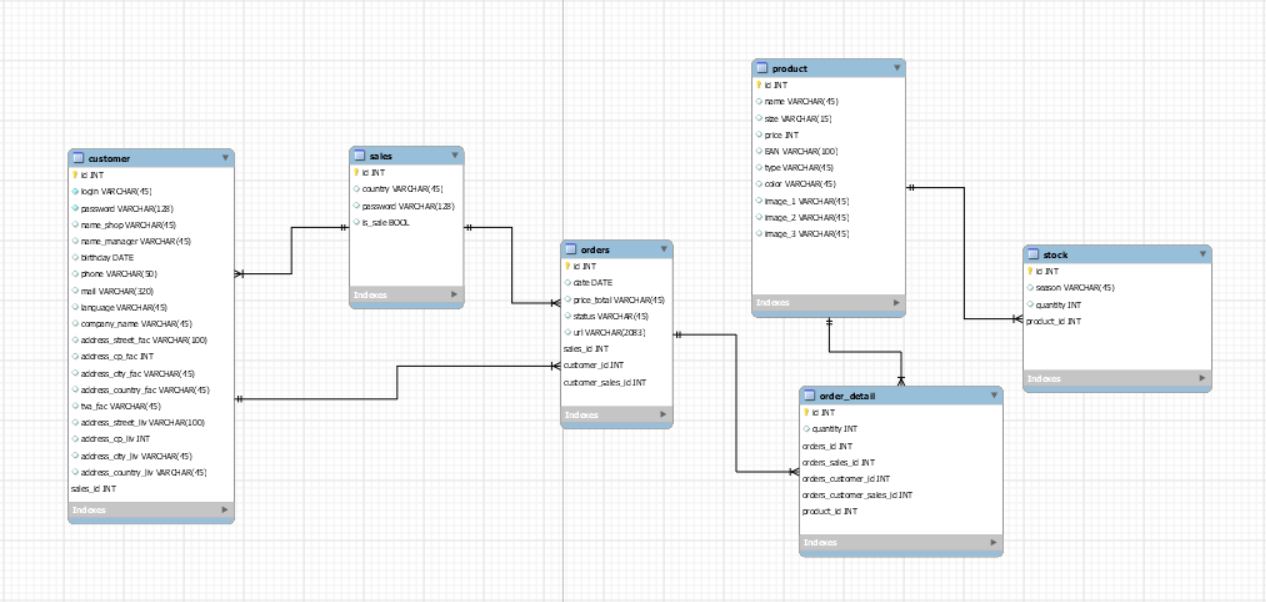 customer
id INT
login VARCHAR(45)
password VARCHAR(128)
name_shop VARCHAR(45)
name_manager VARCHAR(45)
birthday DATE
phone VARCHAR(50)
mail VARCHAR(320)
language VARCHAR(45)
company_name VARCHAR(45)
address_street_fac VARCHAR(100)
address_cp_fac INT
address_city_fac VARCHAR(45)
address_country_fac VARCHAR(45)
tva_fac VARCHAR(45)
address_street_liv VARCHAR(100)
address_cp_liv INT
address_city_liv VARCHAR(45)
address_country_liv VARCHAR(45)
sales_id INT
Indexes
sales
id INT
country VARCHAR(45)
password VARCHAR(128)
is_sale BOOL
Indexes
orders
id INT
date DATE
price_total VARCHAR(45)
status VARCHAR(45)
url VARCHAR(2083)
sales_id INT
customer_id INT
customer_sales_id INT
Indexes
product
id INT
name VARCHAR(45)
size VARCHAR(15)
price INT
EAN VARCHAR(100)
type VARCHAR(45)
color VARCHAR(45)
image_1 VARCHAR(45)
image_2 VARCHAR(45)
image_3 VARCHAR(45)
Indexes
order_detail
id INT
quantity INT
orders_id INT
orders_sales_id INT
orders_customer_id INT
orders_customer_sales_id INT
product_id INT
Indexes
stock
id INT
season VARCHAR(45)
quantity INT
product_id INT
Indexes